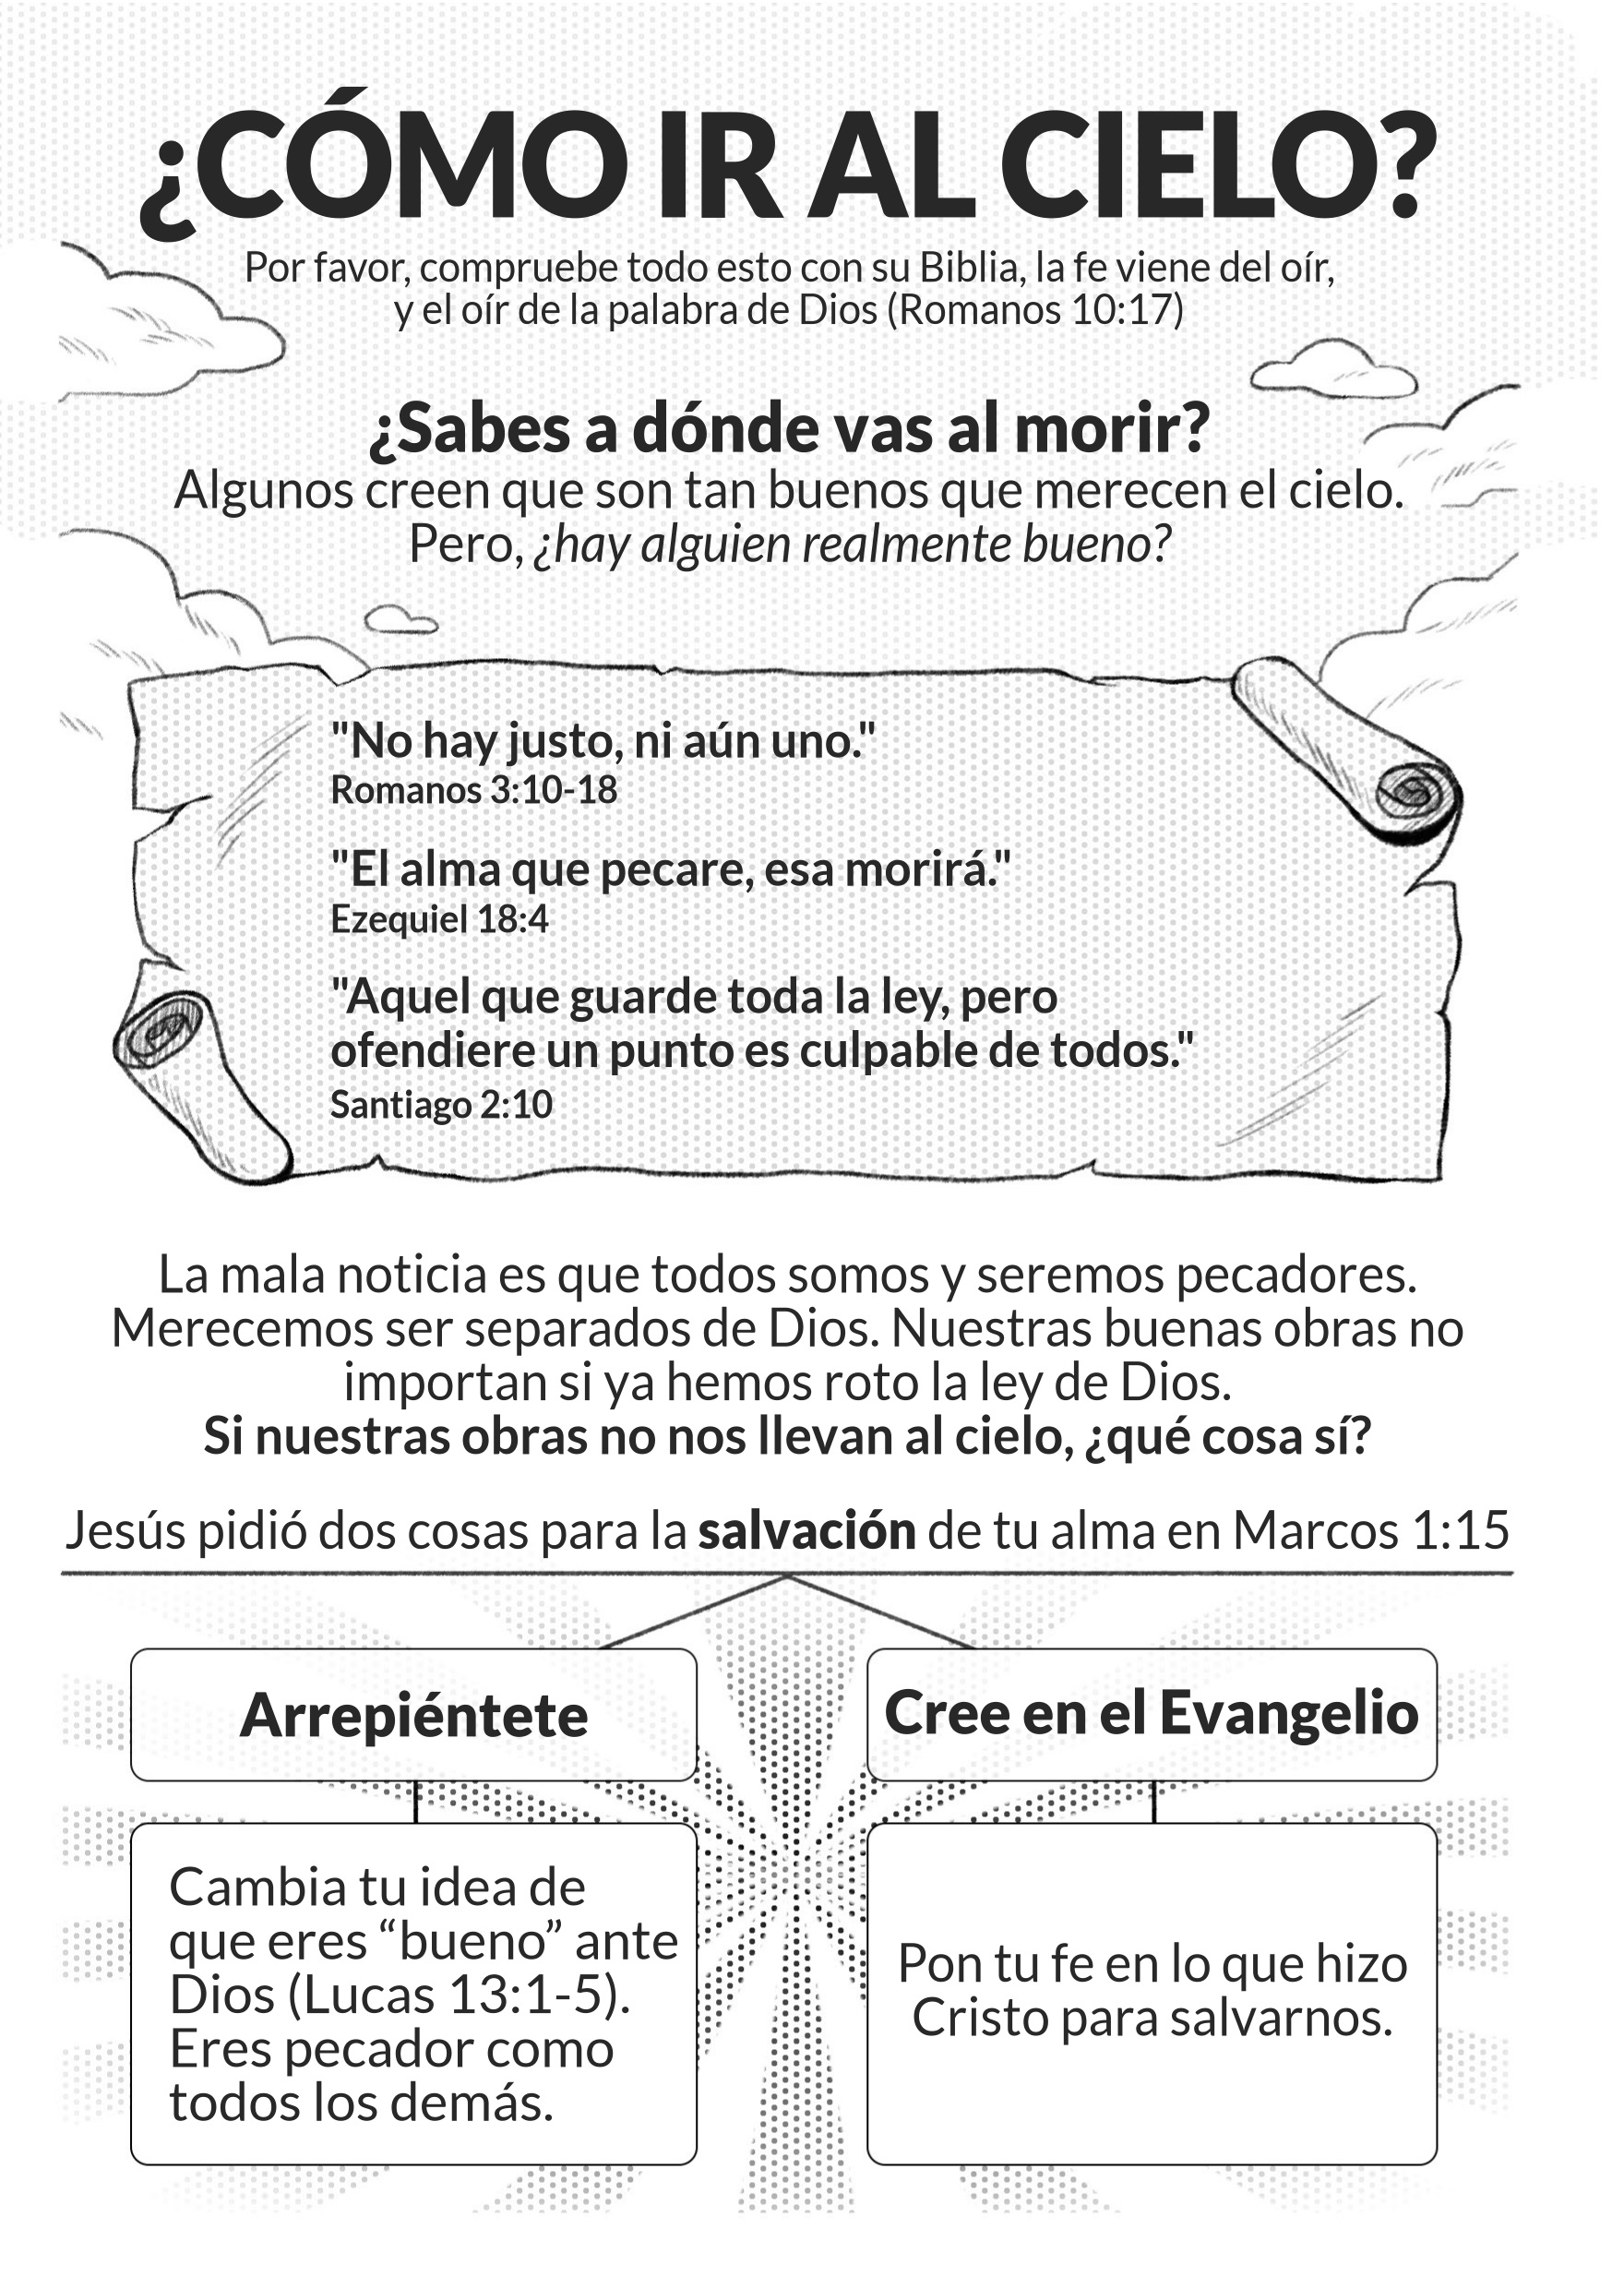 ¿CÓMO IR AL CIELO?
Por favor, compruebe todo esto con su Biblia, la fe viene del oír,
y el oír de la palabra de Dios (Romanos 10:17)
¿Sabes a dónde vas al morir?
Algunos creen que son tan buenos que merecen el cielo.
Pero, ¿hay alguien realmente bueno?
"No hay justo, ni aún uno."
Romanos 3:10-18
"El alma que pecare, esa morirá."
Ezequiel 18:4
"Aquel que guarde toda la ley, pero
ofendiere un punto es culpable de todos."
Santiago 2:10
La mala noticia es que todos somos y seremos pecadores.
Merecemos ser separados de Dios. Nuestras buenas obras no
importan si ya hemos roto la ley de Dios.
Si nuestras obras no nos llevan al cielo, ¿qué cosa sí?
Jesús pidió dos cosas para la salvación de tu alma en Marcos 1:15
Arrepiéntete
Cambia tu idea de
que eres “bueno” ante
Dios (Lucas 13:1-5).
Eres pecador como
todos los demás.
Cree en el Evangelio
Pon tu fe en lo que hizo
Cristo para salvarnos.